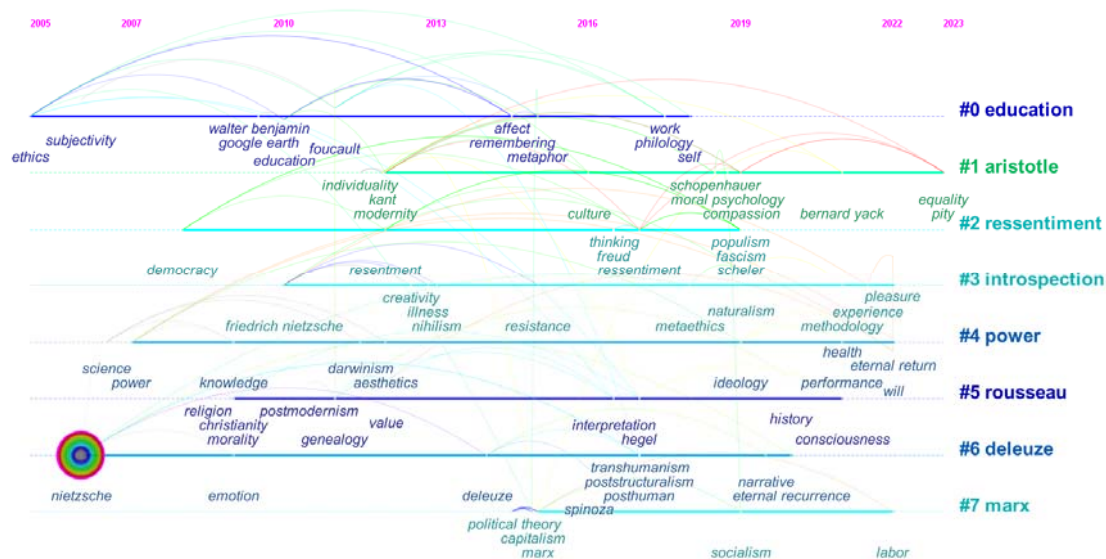 2005 2007 2010 2013 2016 2019 2022 2023
#0 education
subjectivity
ethics
walter benjamin
google earth
education
foucault
affect
remembering
metaphor
work
philology
self
#1 aristotle
individuality
kant
modernity
culture
schopenhauer
moral psychology
compassion
bernard yack
equality
pity
#2 ressentiment
democracy
resentment
thinking
freud
ressentiment
populism
fascism
scheler
#3 introspection
friedrich nietzsche
creativity
illness
nihilism
resistance
metaethics
naturalism
pleasure
experience
methodology
#4 power
science
power
knowledge
darwinism
aesthetics
ideology
health
eternal return
performance
will
#5 rousseau
religion
christianity
morality
postmodernism
value
genealogy
interpretation
hegel
history
consciousness
#6 deleuze
nietzsche
emotion
deleuze
transhumanism
poststructuralism
posthuman
narrative
eternal recurrence
#7 marx
spinoza
political theory
capitalism
marx
socialism
labor